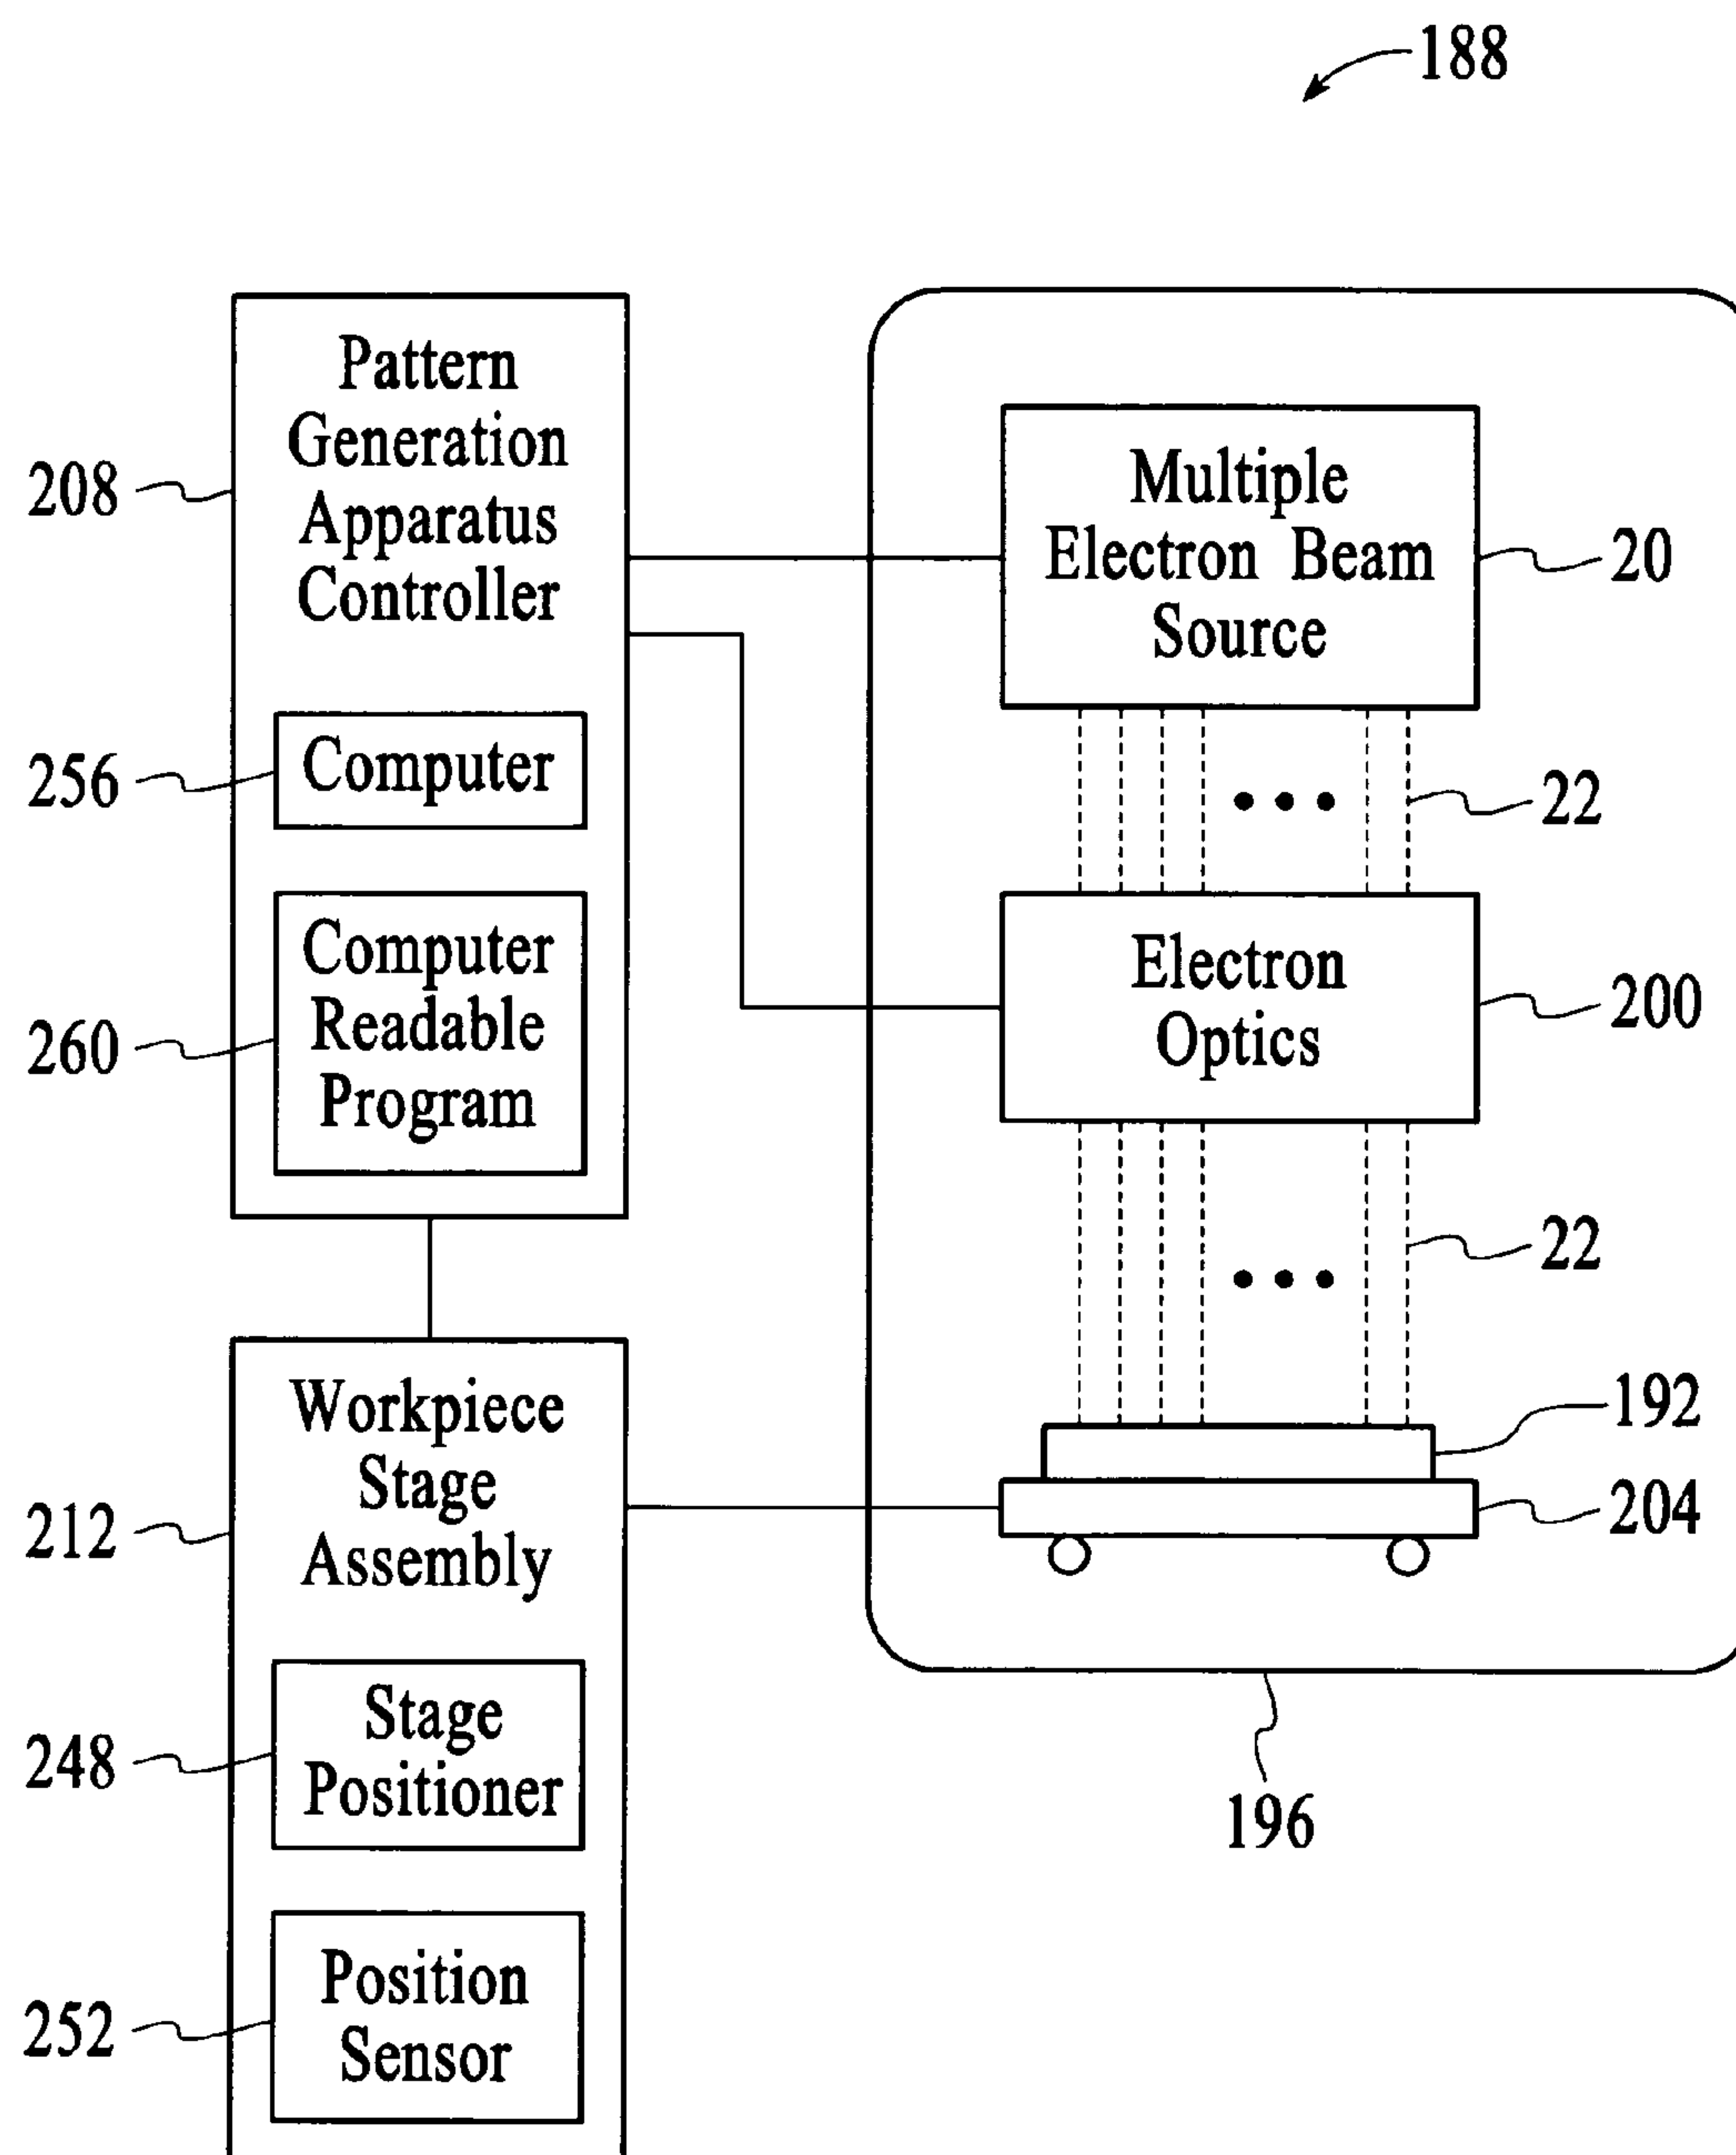 188
Pattern
Generation
Apparatus
Controller
208
Computer
256
Computer
Readable
Program
260
Multiple
Electron Beam
Source
20
22
Electron
Optics
200
22
192
204
196
Workpiece
Stage
Assembly
212
Stage
Positioner
248
Position
Sensor
252